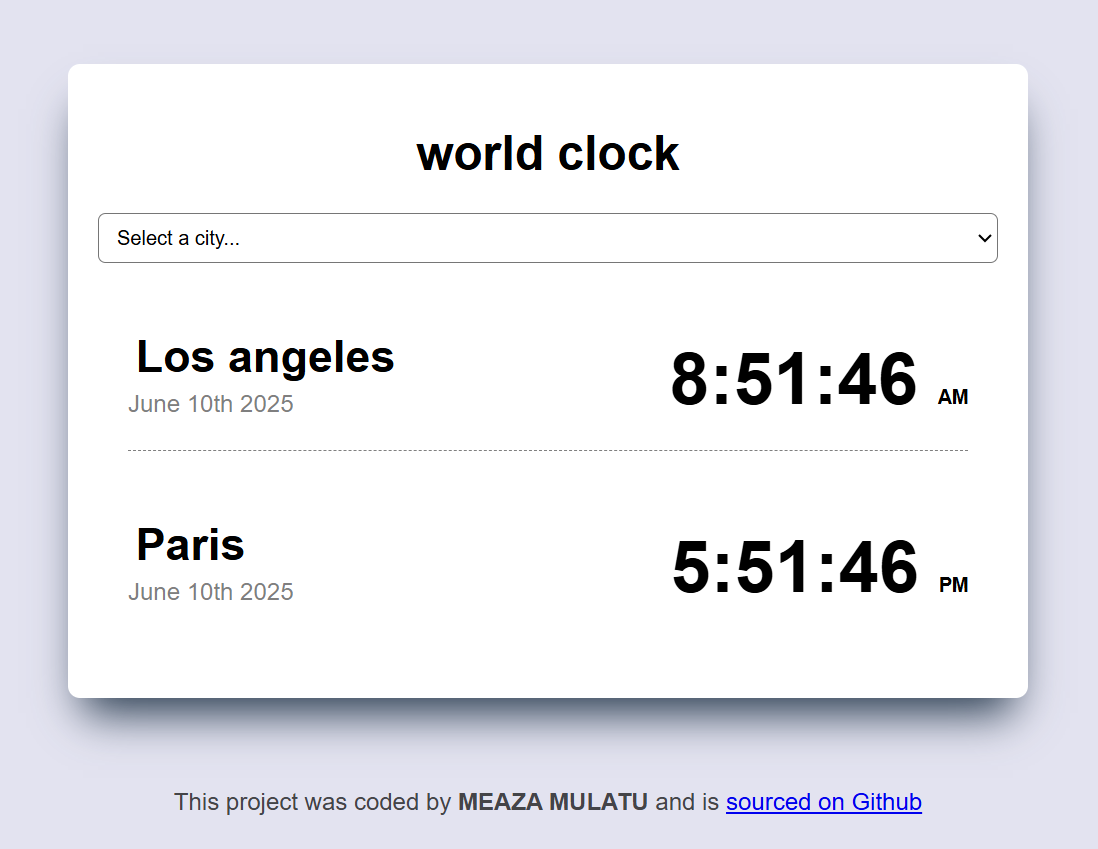 world clock
Select a city...
Los angeles
8:51:46 AM
June 10th 2025
Paris
5:51:46 PM
June 10th 2025
This project was coded by MEAZA MULATU and is sourced on Github